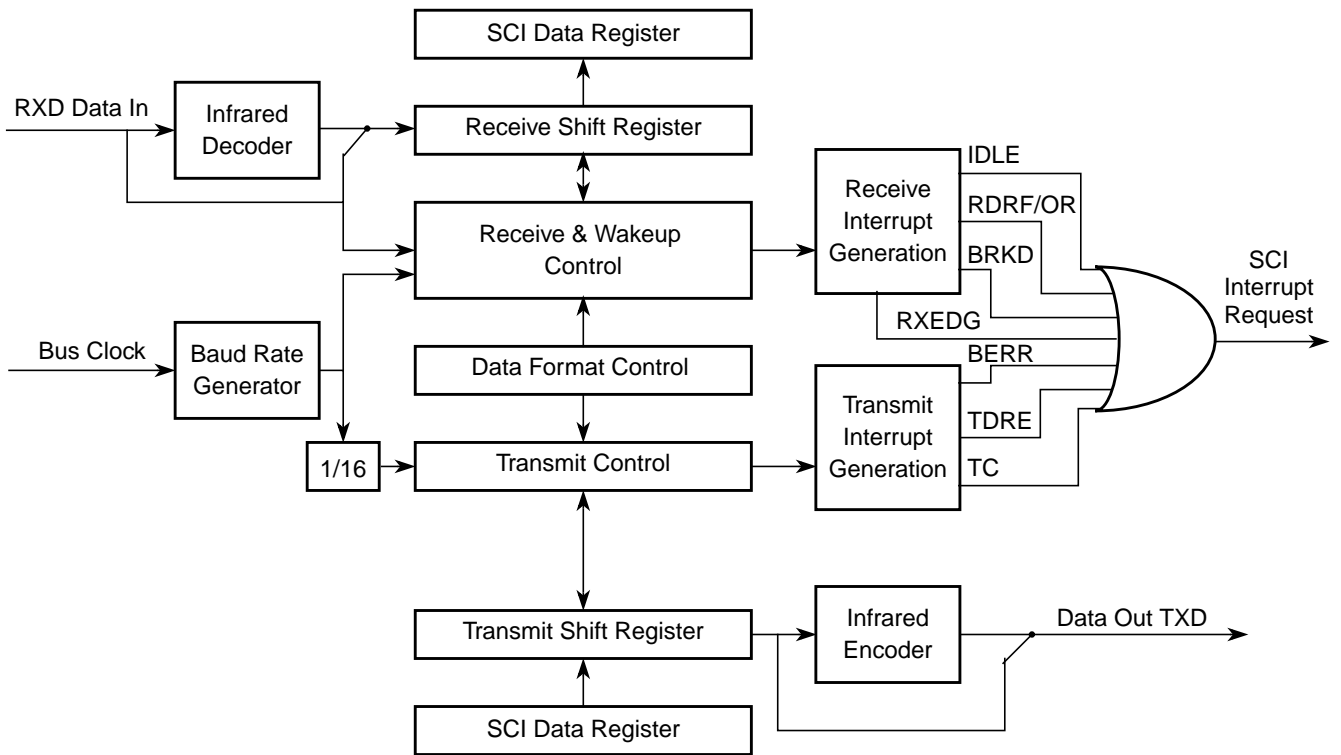 SCI Data Register
RXD Data In
Infrared
Decoder
Receive Shift Register
Receive & Wakeup
Control
Receive
Interrupt
Generation
IDLE
RDRF/OR
BRKD
RXEDG
SCI
Interrupt
Request
Bus Clock
Baud Rate
Generator
Data Format Control
BERR
Transmit
Interrupt
Generation
TDRE
TC
1/16
Transmit Control
Transmit Shift Register
Infrared
Encoder
Data Out TXD
SCI Data Register